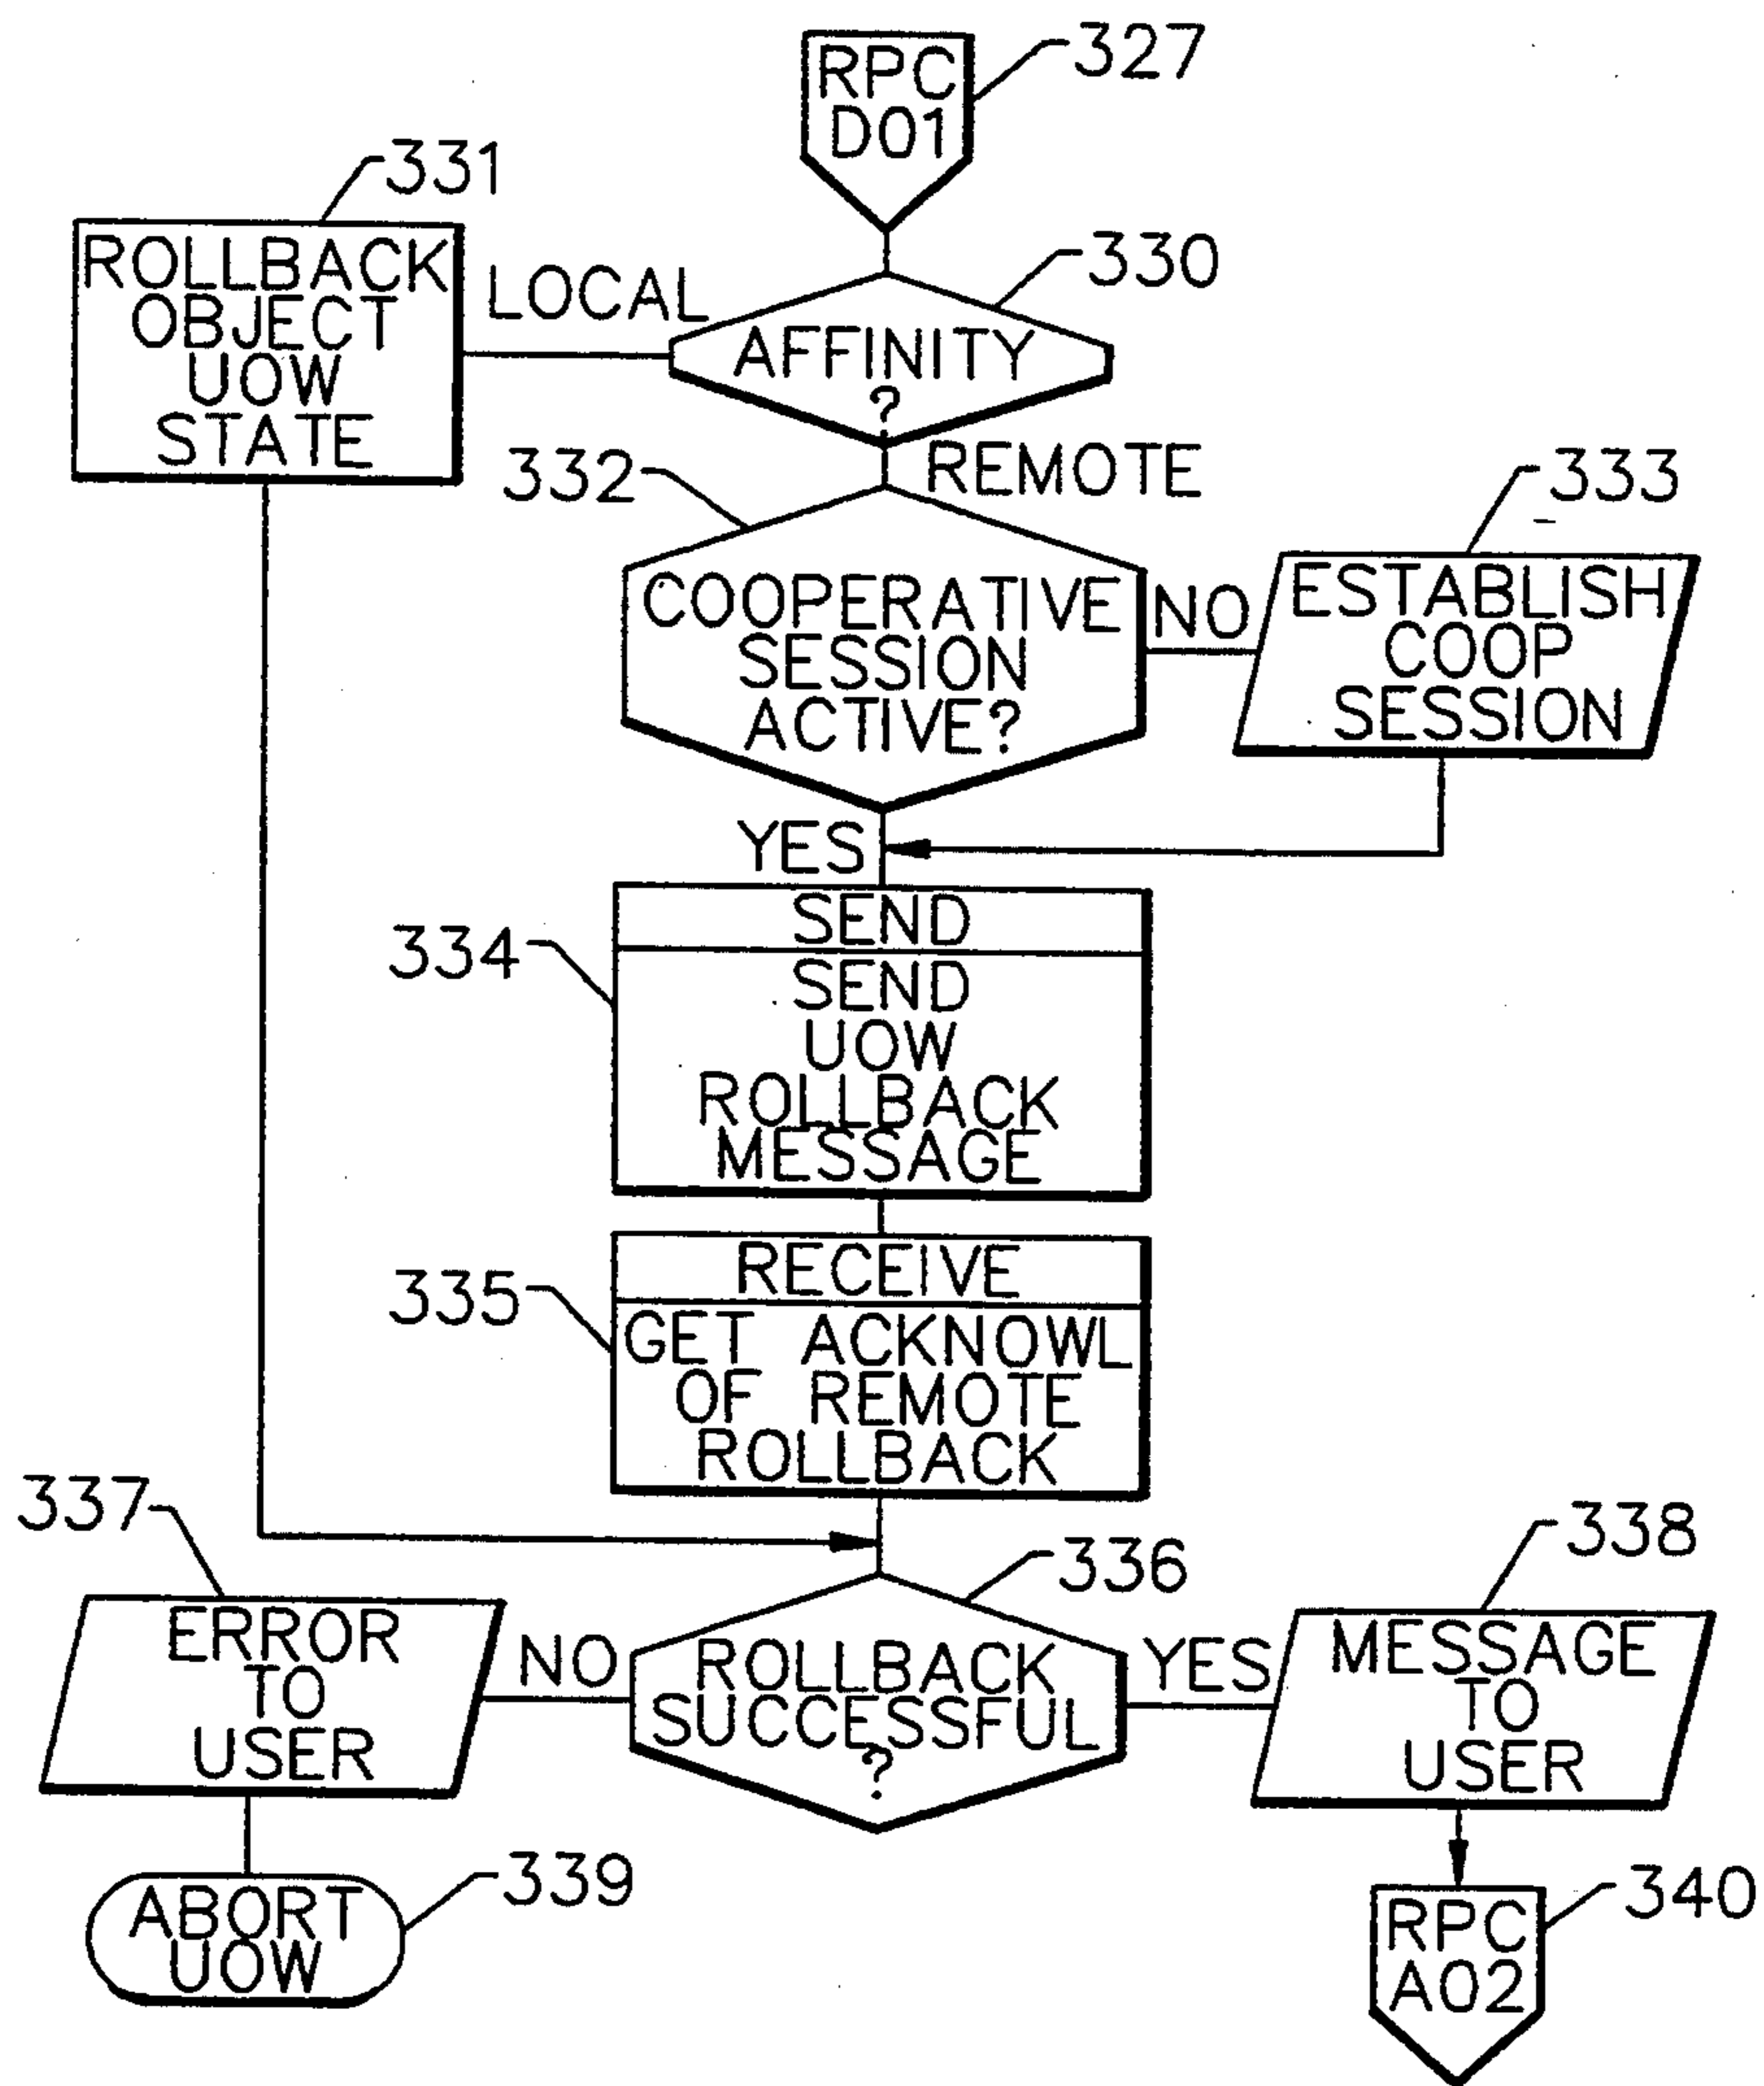 RPC
D01
327
331
ROLLBACK
OBJECT
UOW
STATE
LOCAL
330
AFFINITY
?
REMOTE
332
COOPERATIVE
SESSION
ACTIVE?
NO
333
ESTABLISH
COOP
SESSION
YES
334
SEND
SEND
UOW
ROLLBACK
MESSAGE
335
RECEIVE
GET ACKNOWL
OF REMOTE
ROLLBACK
336
ROLLBACK
SUCCESSFUL
?
NO
337
ERROR
TO
USER
339
ABORT
UOW
YES
338
MESSAGE
TO
USER
340
RPC
A02